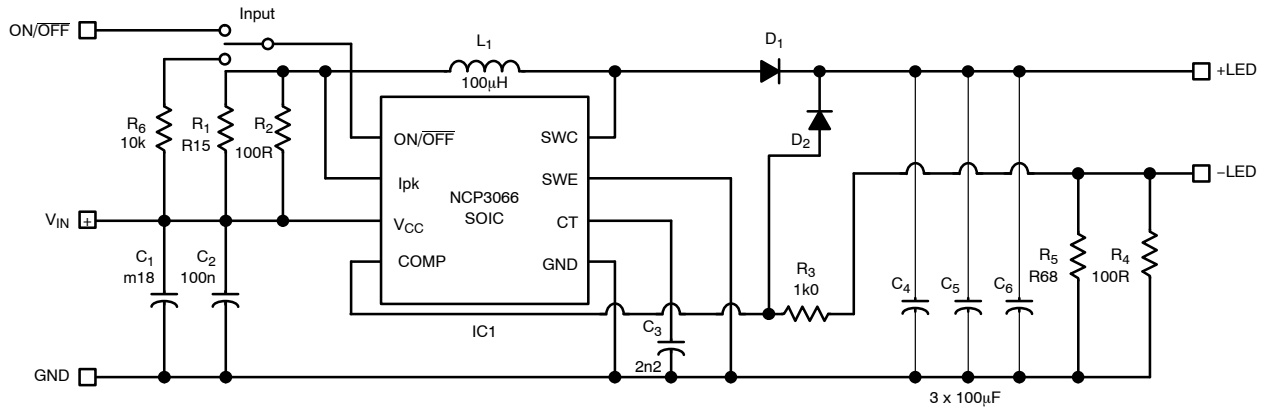 Input
ON/OFF
L1
100μH
D1
+LED
R6
10k
R1
R15
R2
100R
ON/OFF
SWC
D2
Ipk
SWE
–LED
NCP3066
SOIC
VIN
+
VCC
CT
C1
m18
C2
100n
COMP
GND
R3
1k0
C4
C5
C6
R5
R68
R4
100R
IC1
C3
2n2
GND
3 x 100μF